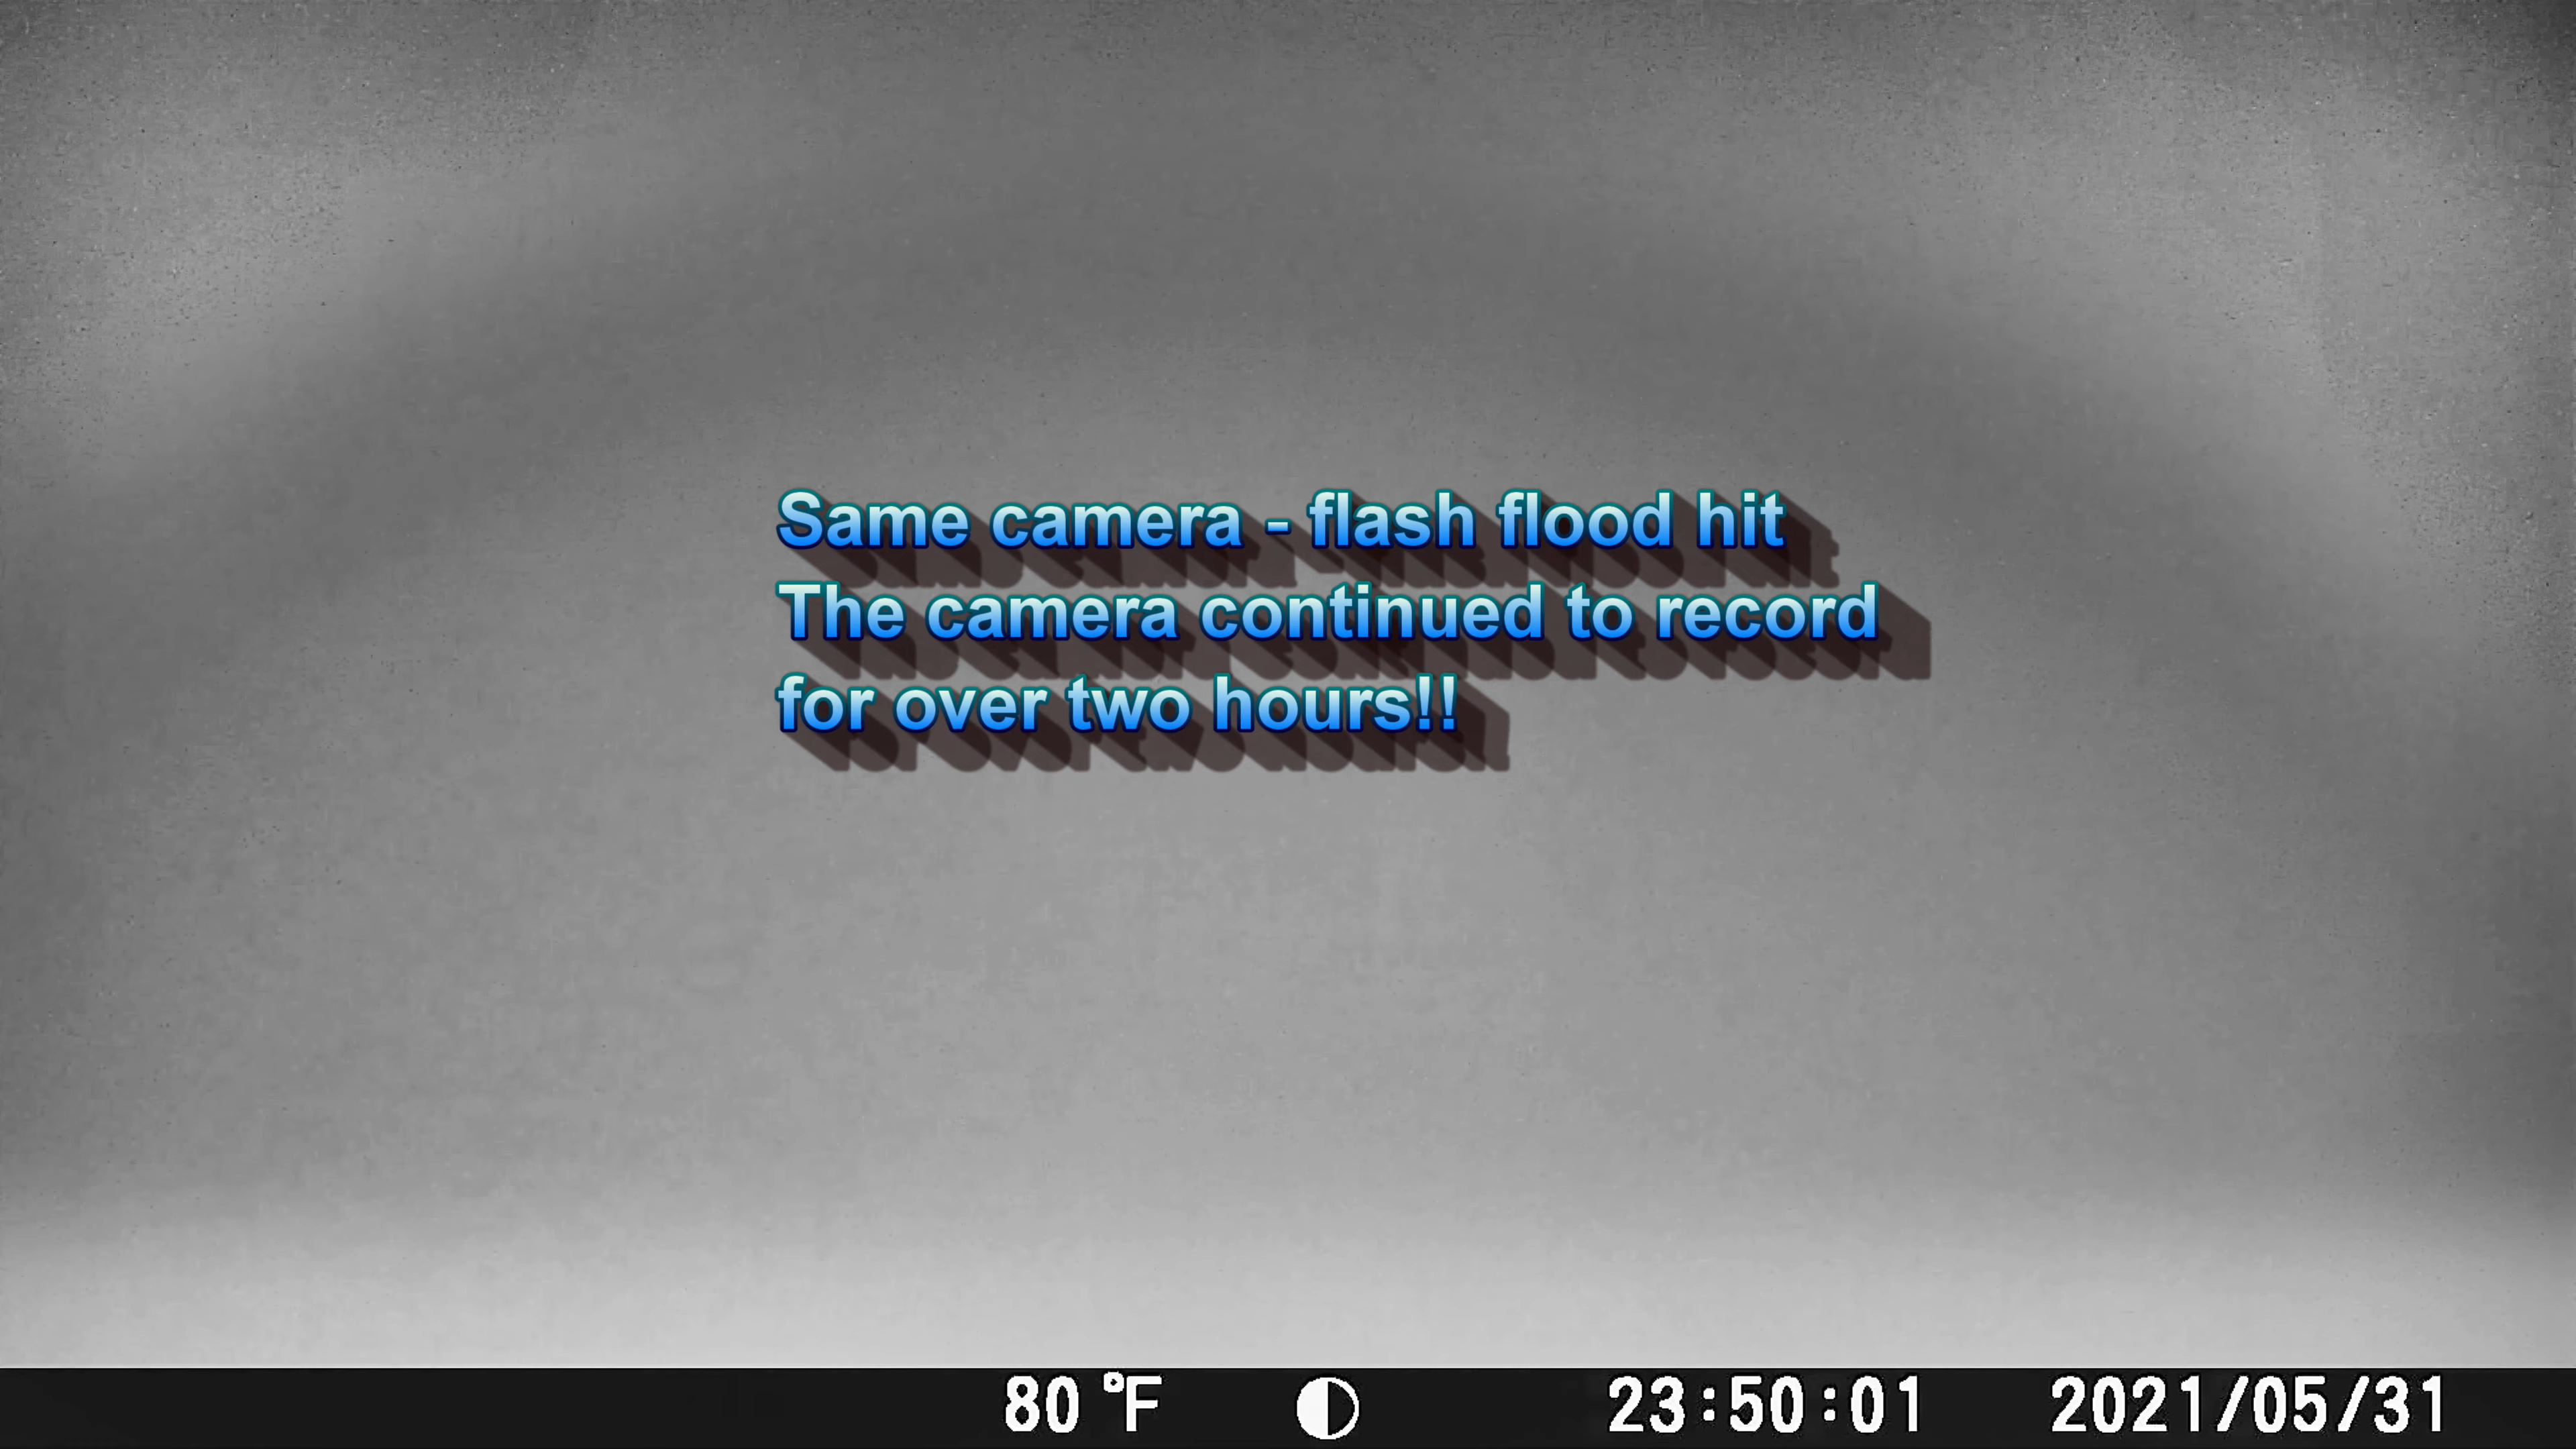 Same camera - flash flood hit
The camera continued to record
for over two hours!!
80 °F 23:50:01 2021/05/31